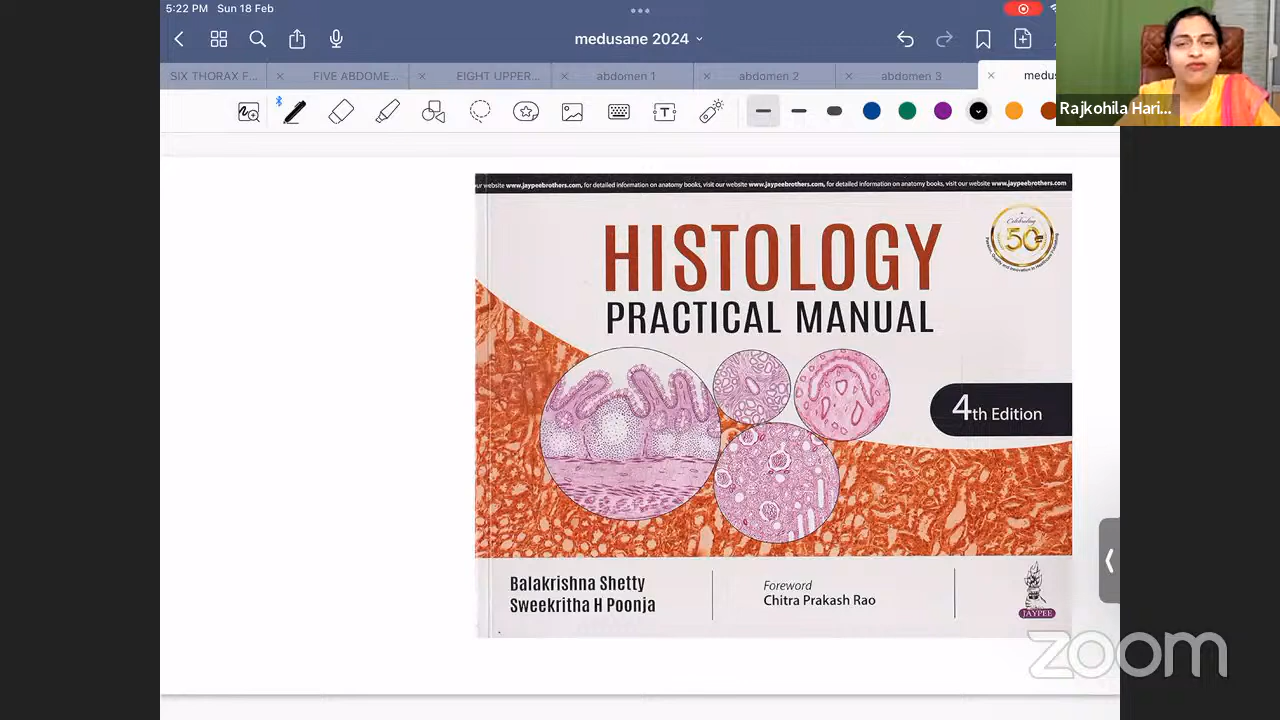 5:22 PM Sun 18 Feb
medusane 2024
SIX THORAX F...
FIVE ABDOME...
EIGHT UPPER...
abdomen 1
abdomen 2
abdomen 3
medu
Rajkohila Hari...
our website www.jaypeebrothers.com, for detailed information on anatomy books, visit our website www.jaypeebrothers.com, for detailed information on anatomy books, visit our website www.jaypeebrothers.com
Celebrating
50
HISTOLOGY
PRACTICAL MANUAL
4th Edition
Balakrishna Shetty
Sweekritha H Poonja
Foreword
Chitra Prakash Rao
JAYPEE
zoom